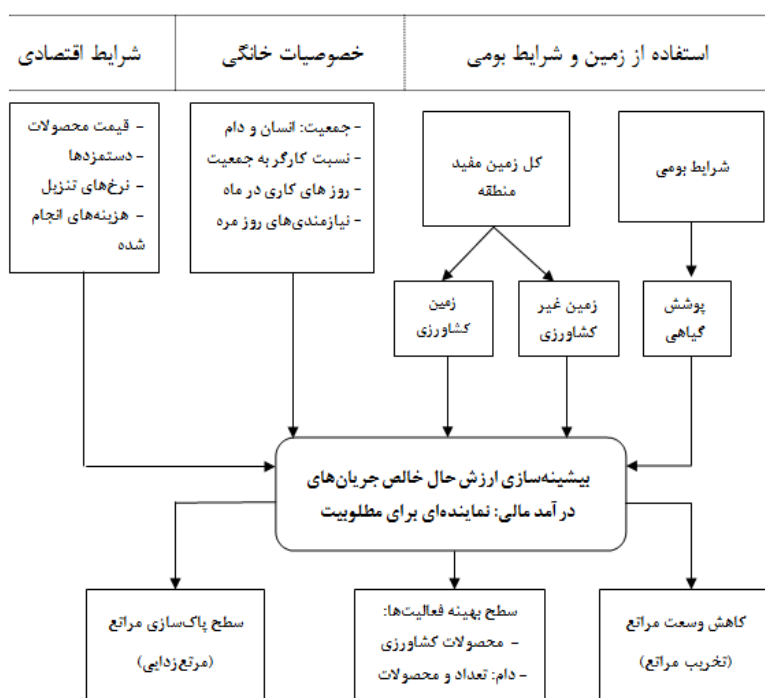 استفاده از زمین و شرایط بومی
خصوصیات خانگی
شرایط اقتصادی
شرایط بومی
کل زمین مفید
منطقه
- جمعیت: انسان و دام
- نسبت کارگر به جمعیت
- روز های کاری در ماه
- نیازمندی‌های روز مره
- قیمت محصولات
- دستمزدها
- نرخ‌های تنزیل
- هزینه‌های انجام
شده
پوشش
گیاهی
زمین غیر
کشاورزی
زمین
کشاورزی
بیشینه‌سازی ارزش حال خالص جریان‌های
در آمد مالی: نماینده‌ای برای مطلوبیت
کاهش وسعت مراتع
(تخریب مراتع)
سطح بهینه فعالیت‌ها:
- محصولات کشاورزی
- دام: تعداد و محصولات
سطح پاک‌سازی مراتع
(مرتع‌زدایی)